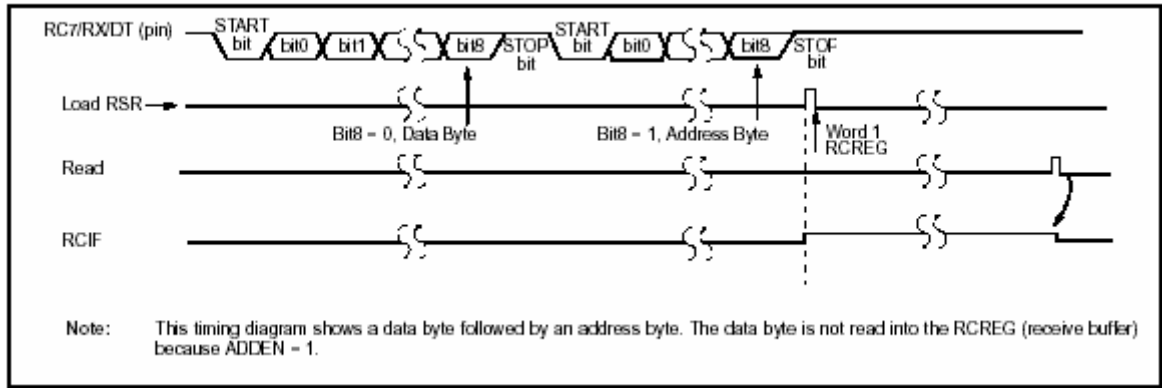 RC7/RX/DT (pin)
START
bit
bit0
bit1
bit8
STOP
bit
START
bit
bit0
bit8
STOP
bit
Load RSR
Bit8 = 0, Data Byte
Bit8 = 1, Address Byte
Word 1
RCREG
Read
RCIF
Note: This timing diagram shows a data byte followed by an address byte. The data byte is not read into the RCREG (receive buffer)
because ADDEN = 1.